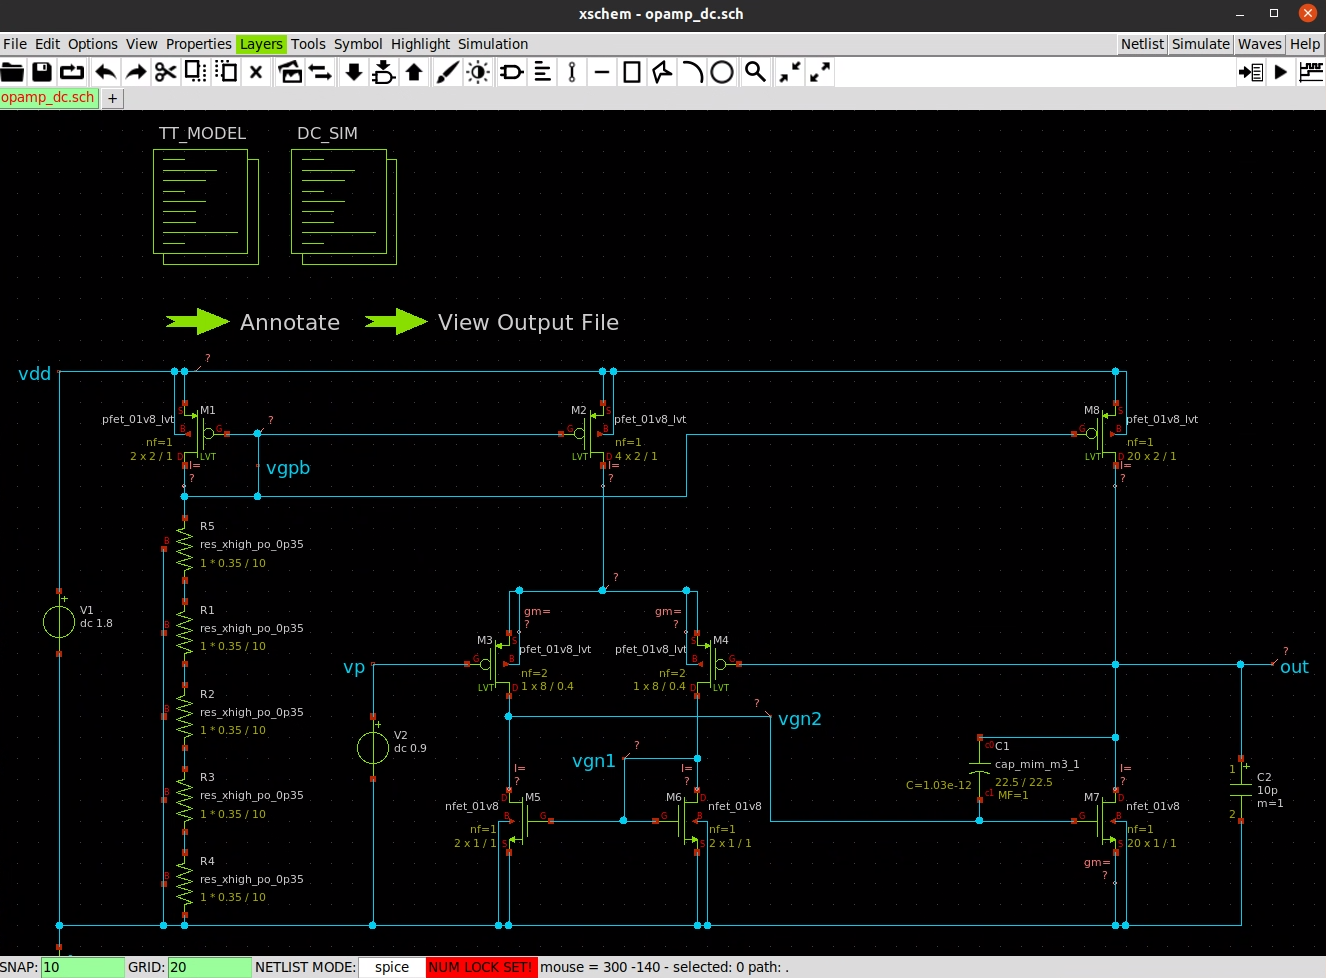 xschem - opamp_dc.sch
File Edit Options View Properties Layers Tools Symbol Highlight Simulation Netlist Simulate Waves Help
opamp_dc.sch +
TT_MODEL DC_SIM
Annotate View Output File
vdd ?
M1 M2 M8
pfet_01v8_lvt pfet_01v8_lvt pfet_01v8_lvt
S G B D S G B D S G B D
nf=1 nf=1 nf=1
2 x 2 / 1 LVT LVT 4 x 2 / 1 LVT 20 x 2 / 1
?
vgpb
I= I= I=
? ? ?
R5
B res_xhigh_po_0p35
1 * 0.35 / 10
?
R1
B res_xhigh_po_0p35
1 * 0.35 / 10
V1
+ dc 1.8
gm= gm=
? ?
M3 M4
pfet_01v8_lvt pfet_01v8_lvt
G S B D S B D G
nf=2 nf=2
LVT 1 x 8 / 0.4 1 x 8 / 0.4 LVT
vp
? out
R2
B res_xhigh_po_0p35
1 * 0.35 / 10
V2
+ dc 0.9
? vgn2
vgn1 ?
R3
B res_xhigh_po_0p35
1 * 0.35 / 10
I= I= I=
? ? ?
c0 C1
cap_mim_m3_1
C=1.03e-12 22.5 / 22.5
c1 MF=1
1 + C2
10p
m=1
2
M5 M6 M7
nfet_01v8 nfet_01v8 nfet_01v8
D B G S G D B S G D B S
nf=1 nf=1 nf=1
2 x 1 / 1 2 x 1 / 1 20 x 1 / 1
gm=
?
R4
B res_xhigh_po_0p35
1 * 0.35 / 10
SNAP: 10 GRID: 20 NETLIST MODE: spice NUM LOCK SET! mouse = 300 -140 - selected: 0 path: .